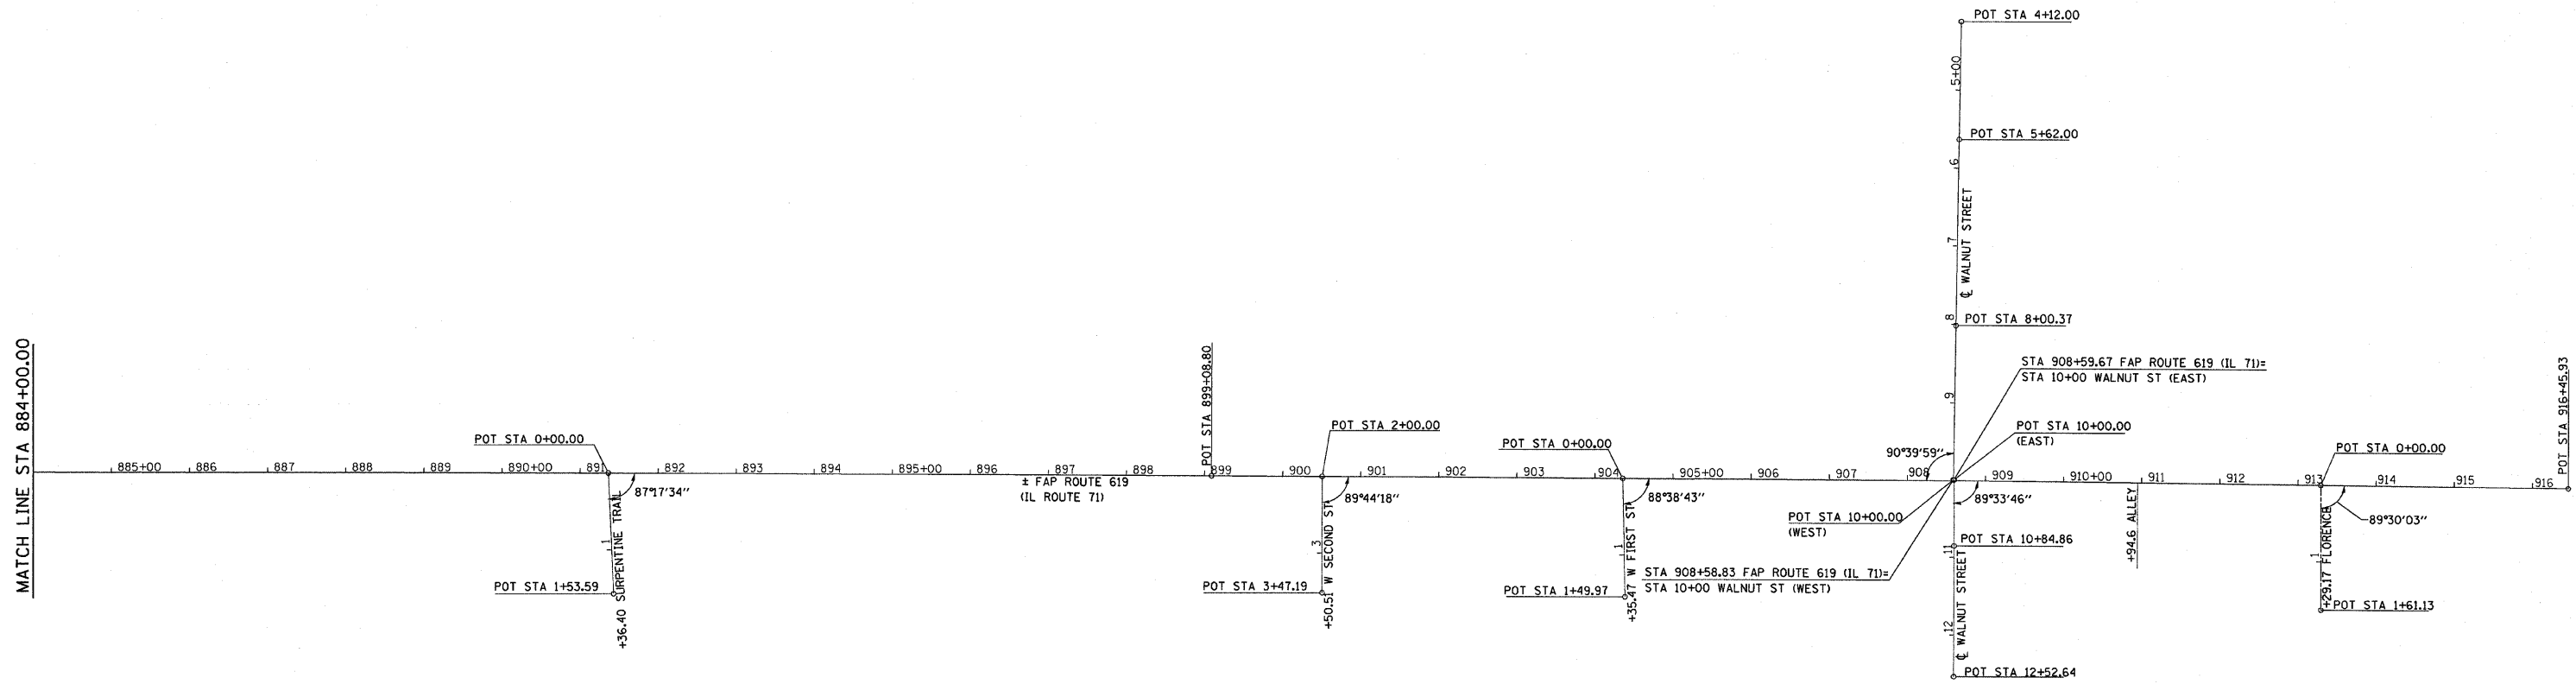 POT STA 4+12.00
5+00
POT STA 5+62.00
6
℄ WALNUT STREET
7
8
POT STA 8+00.37
9
MATCH LINE STA 884+00.00
POT STA 899+08.80
STA 908+59.67 FAP ROUTE 619 (IL 71)=
STA 10+00 WALNUT ST (EAST)
POT STA 916+45.93
POT STA 0+00.00
POT STA 2+00.00
POT STA 0+00.00
POT STA 10+00.00
(EAST)
90°39'59"
POT STA 0+00.00
885+00 886 887 888 889 890+00 891 892 893 894 895+00 896 897 898 899 900 901 902 903 904 905+00 906 907 908 909 910+00 911 912 913 914 915 916
± FAP ROUTE 619
(IL ROUTE 71)
87°17'34"
89°44'18"
88°38'43"
89°33'46"
89°30'03"
POT STA 10+00.00
(WEST)
1
+36.40 SURPENTINE TRAIL
POT STA 1+53.59
3
+50.51 W SECOND ST
POT STA 3+47.19
1
+35.47 W FIRST ST
POT STA 1+49.97
STA 908+58.83 FAP ROUTE 619 (IL 71)=
STA 10+00 WALNUT ST (WEST)
POT STA 10+84.86
11
℄ WALNUT STREET
12
POT STA 12+52.64
+94.6 ALLEY
1
+29.17 FLORENCE
POT STA 1+61.13